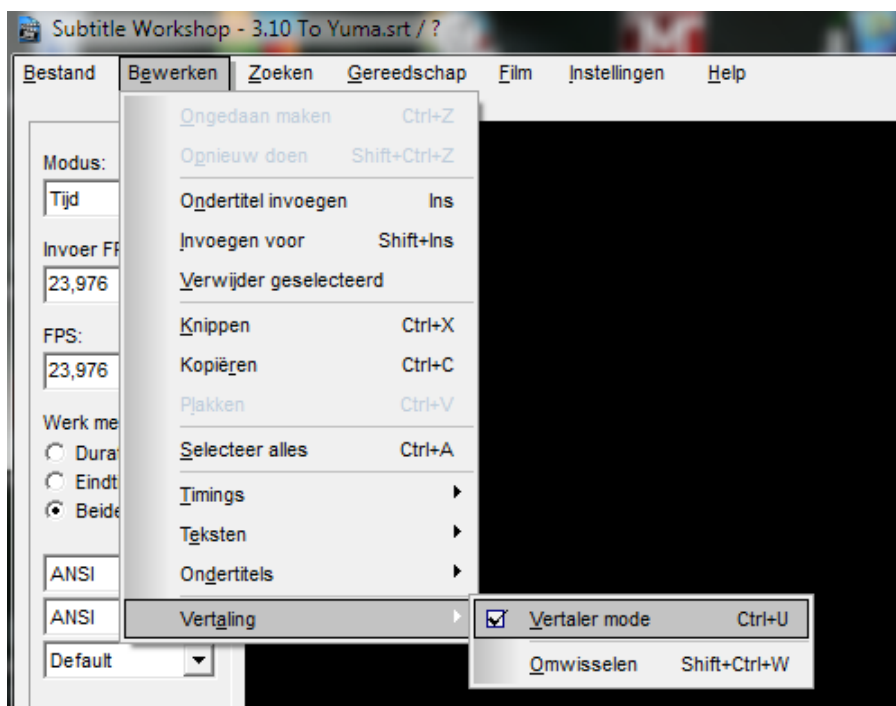 Subtitle Workshop - 3.10 To Yuma.srt / ?
Bestand Bewerken Zoeken Gereedschap Film Instellingen Help
Ongedaan maken Ctrl+Z
Opnieuw doen Shift+Ctrl+Z
Modus:
Tijd
Ondertitel invoegen Ins
Invoegen voor Shift+Ins
Invoer
23,976
Verwijder geselecteerd
Knippen Ctrl+X
FPS:
23,976
Kopiëren Ctrl+C
Plakken Ctrl+V
Werk
Selecteer alles Ctrl+A
Timings
Beide
Teksten
ANSI
Ondertitels
ANSI
Vertaling
Vertaler mode Ctrl+U
Default
Omwisselen Shift+Ctrl+W